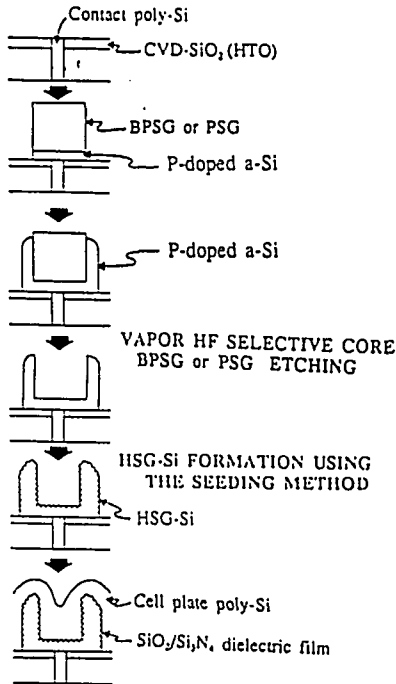 Contact poly-Si
CVD-SiO₂ (HTO)
BPSG or PSG
P-doped a-Si
P-doped a-Si
VAPOR HF SELECTIVE CORE
BPSG or PSG ETCHING
HSG-Si FORMATION USING
THE SEEDING METHOD
HSG-Si
Cell plate poly-Si
SiO₂/Si₃N₄ dielectric film